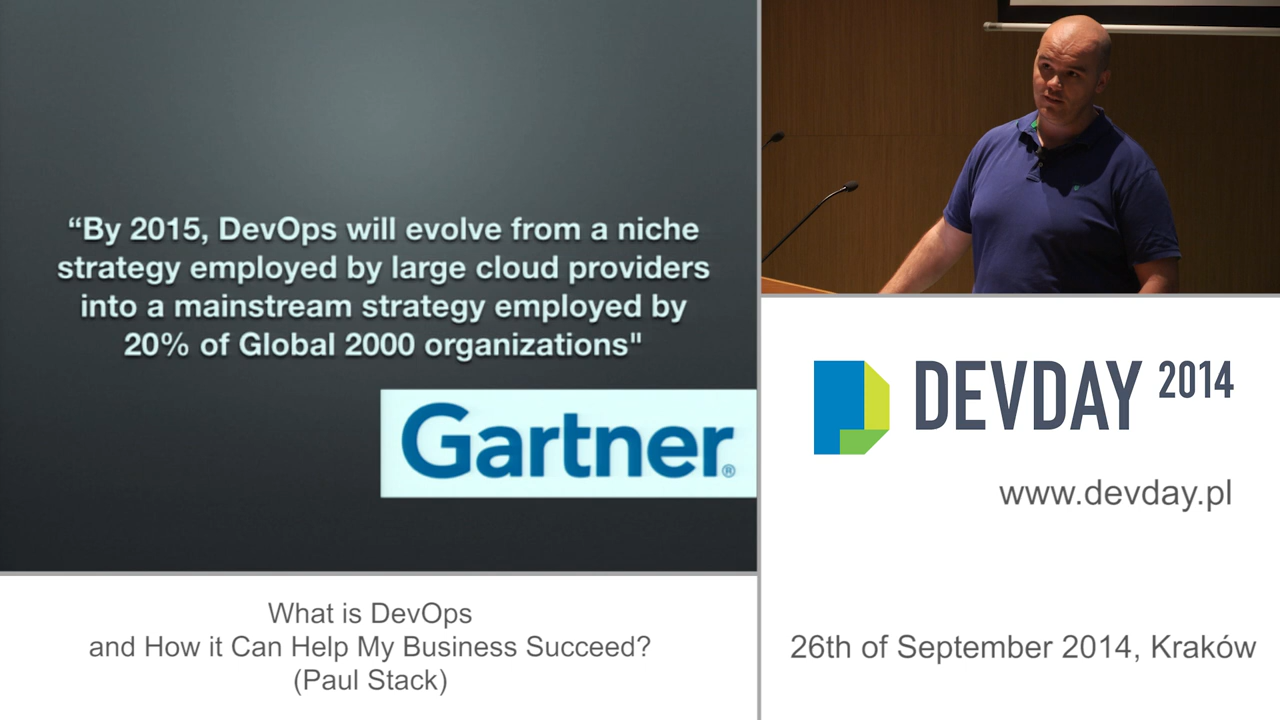 “By 2015, DevOps will evolve from a niche
strategy employed by large cloud providers
into a mainstream strategy employed by
20% of Global 2000 organizations"
Gartner®
What is DevOps
and How it Can Help My Business Succeed?
(Paul Stack)
DEVDAY 2014
www.devday.pl
26th of September 2014, Kraków